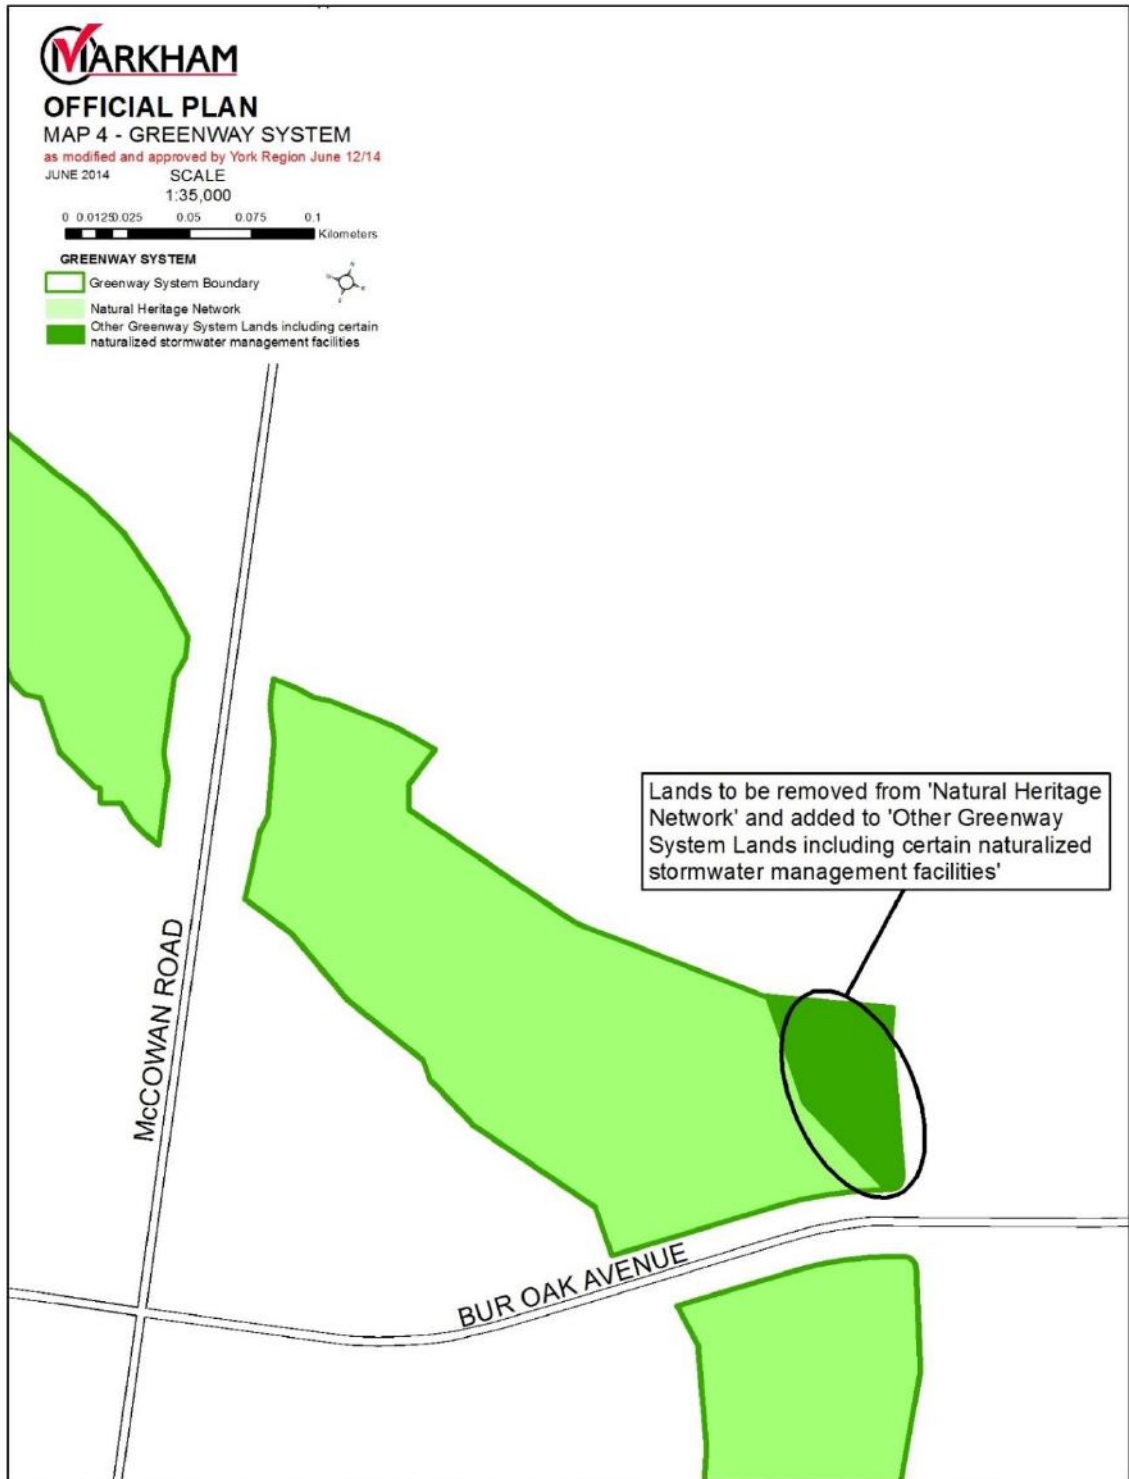 MARKHAM
OFFICIAL PLAN
MAP 4 - GREENWAY SYSTEM
as modified and approved by York Region June 12/14
JUNE 2014
SCALE
1:35,000
0 0.0125 0.025 0.05 0.075 0.1
Kilometers
GREENWAY SYSTEM
Greenway System Boundary
Natural Heritage Network
Other Greenway System Lands including certain
naturalized stormwater management facilities
Lands to be removed from 'Natural Heritage
Network' and added to 'Other Greenway
System Lands including certain naturalized
stormwater management facilities'
McCOWAN ROAD
BUR OAK AVENUE